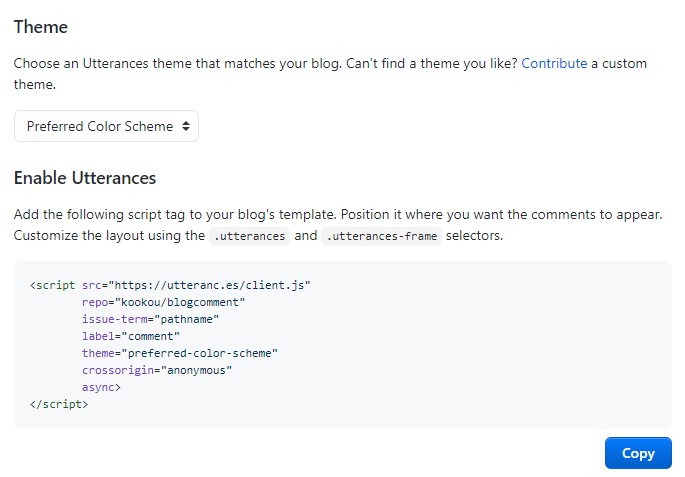 Theme
Choose an Utterances theme that matches your blog. Can't find a theme you like? Contribute a custom
theme.
Preferred Color Scheme
Enable Utterances
Add the following script tag to your blog's template. Position it where you want the comments to appear.
Customize the layout using the .utterances and .utterances-frame selectors.
<script src="https://utteranc.es/client.js"
        repo="kookou/blogcomment"
        issue-term="pathname"
        label="comment"
        theme="preferred-color-scheme"
        crossorigin="anonymous"
        async>
</script>
Copy